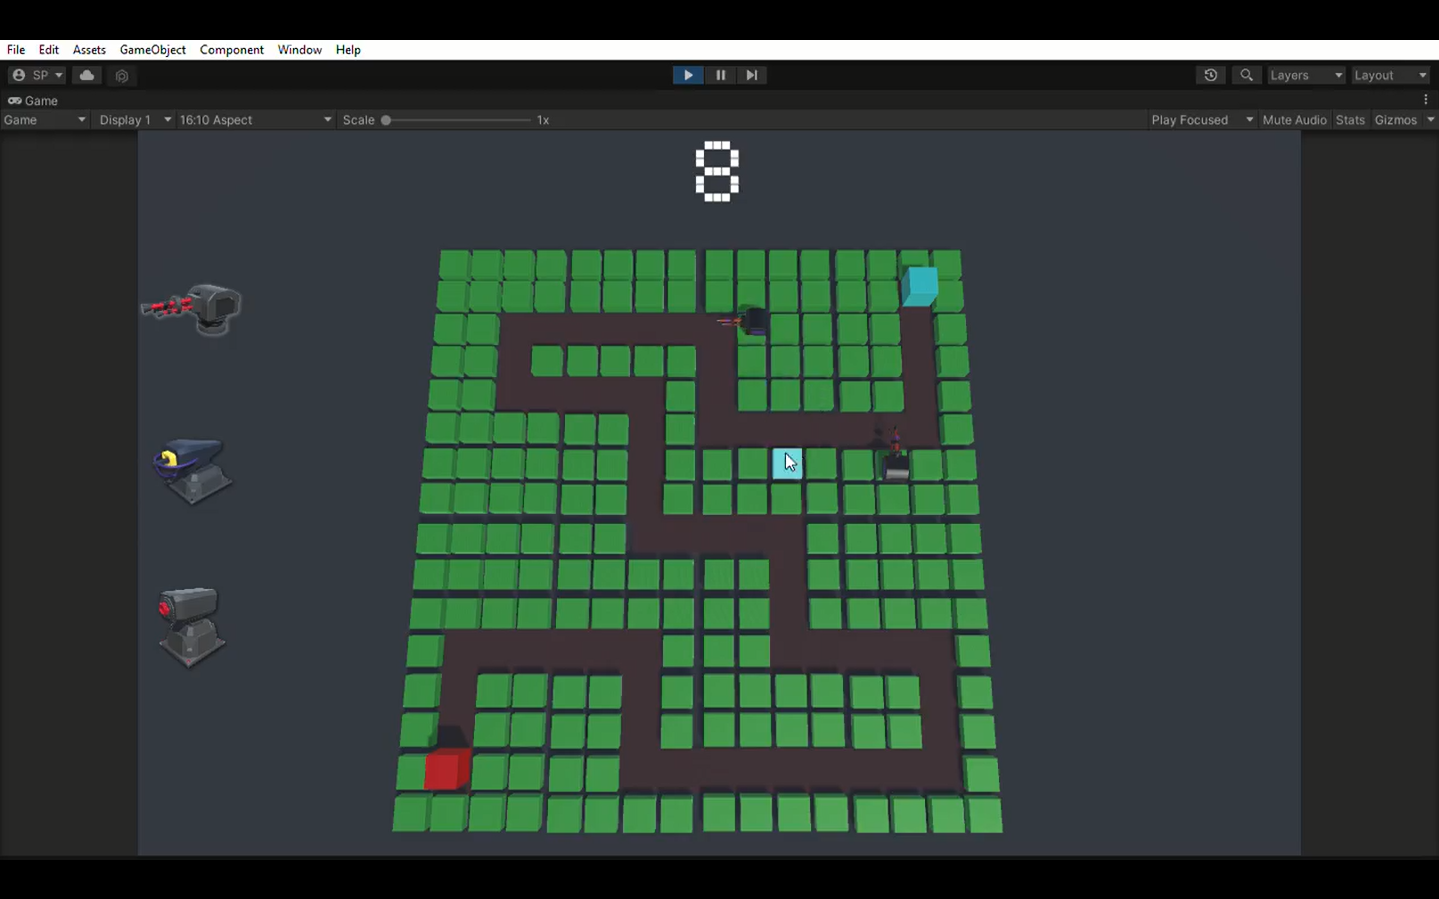 File Edit Assets GameObject Component Window Help
SP Layers Layout
Game
Game Display 1 16:10 Aspect Scale 1x Play Focused Mute Audio Stats Gizmos
8